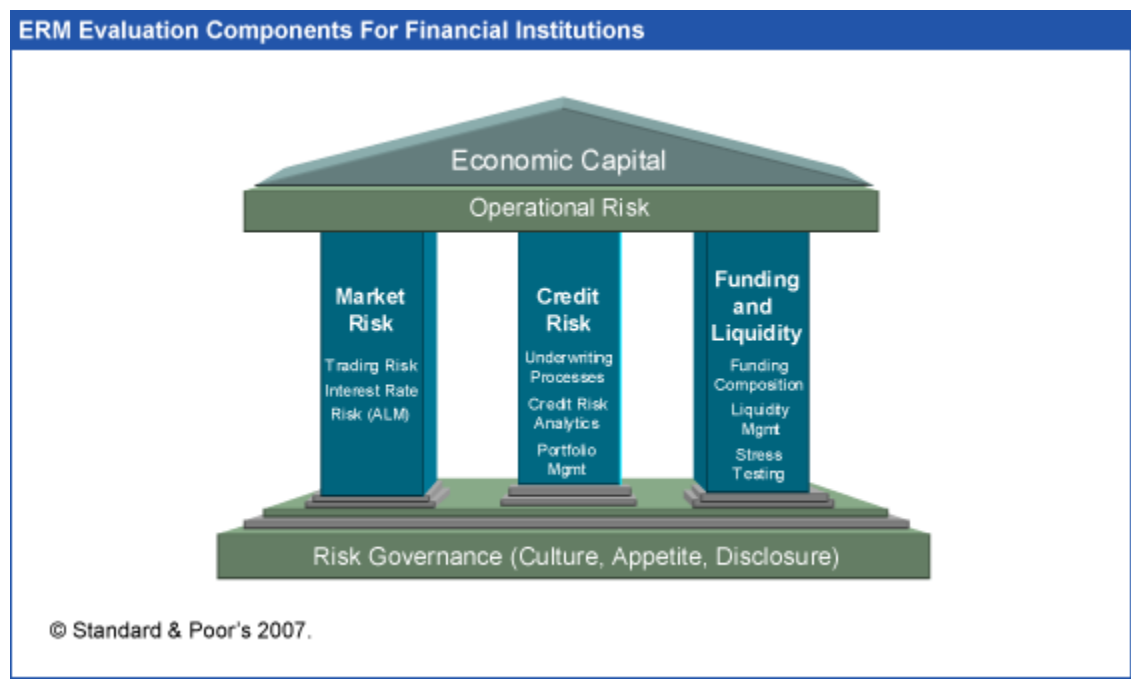 ERM Evaluation Components For Financial Institutions
Economic Capital
Operational Risk
Market
Risk
Trading Risk
Interest Rate
Risk (ALM)
Credit
Risk
Underwriting
Processes
Credit Risk
Analytics
Portfolio
Mgmt
Funding
and
Liquidity
Funding
Composition
Liquidity
Mgmt
Stress
Testing
Risk Governance (Culture, Appetite, Disclosure)
© Standard & Poor's 2007.